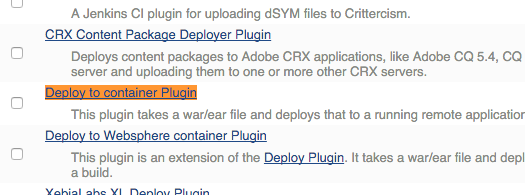 A Jenkins CI plugin for uploading dSYM files to Crittercism.
CRX Content Package Deployer Plugin
Deploys content packages to Adobe CRX applications, like Adobe CQ 5.4, CQ
server and uploading them to one or more other CRX servers.
Deploy to container Plugin
This plugin takes a war/ear file and deploys that to a running remote application
Deploy to Websphere container Plugin
This plugin is an extension of the Deploy Plugin. It takes a war/ear file and depl
a build.
XebiaLabs XL Deploy Plugin